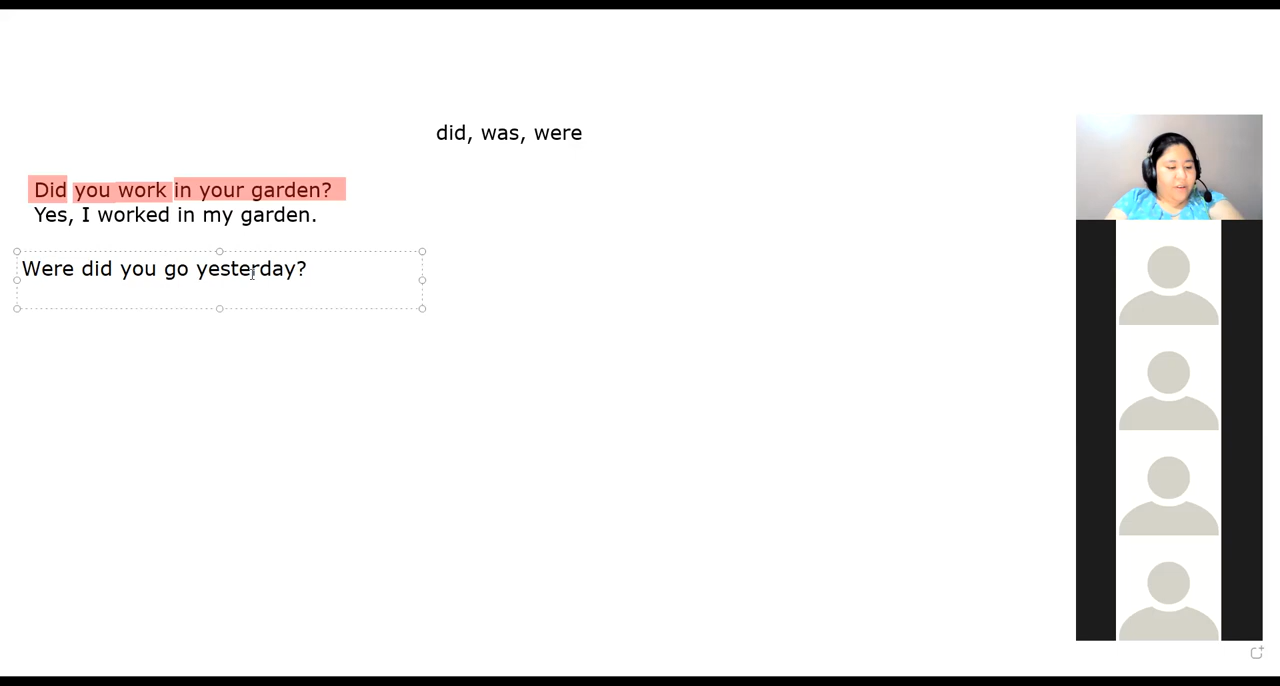 did, was, were
Did you work in your garden?
Yes, I worked in my garden.
Were did you go yesterday?